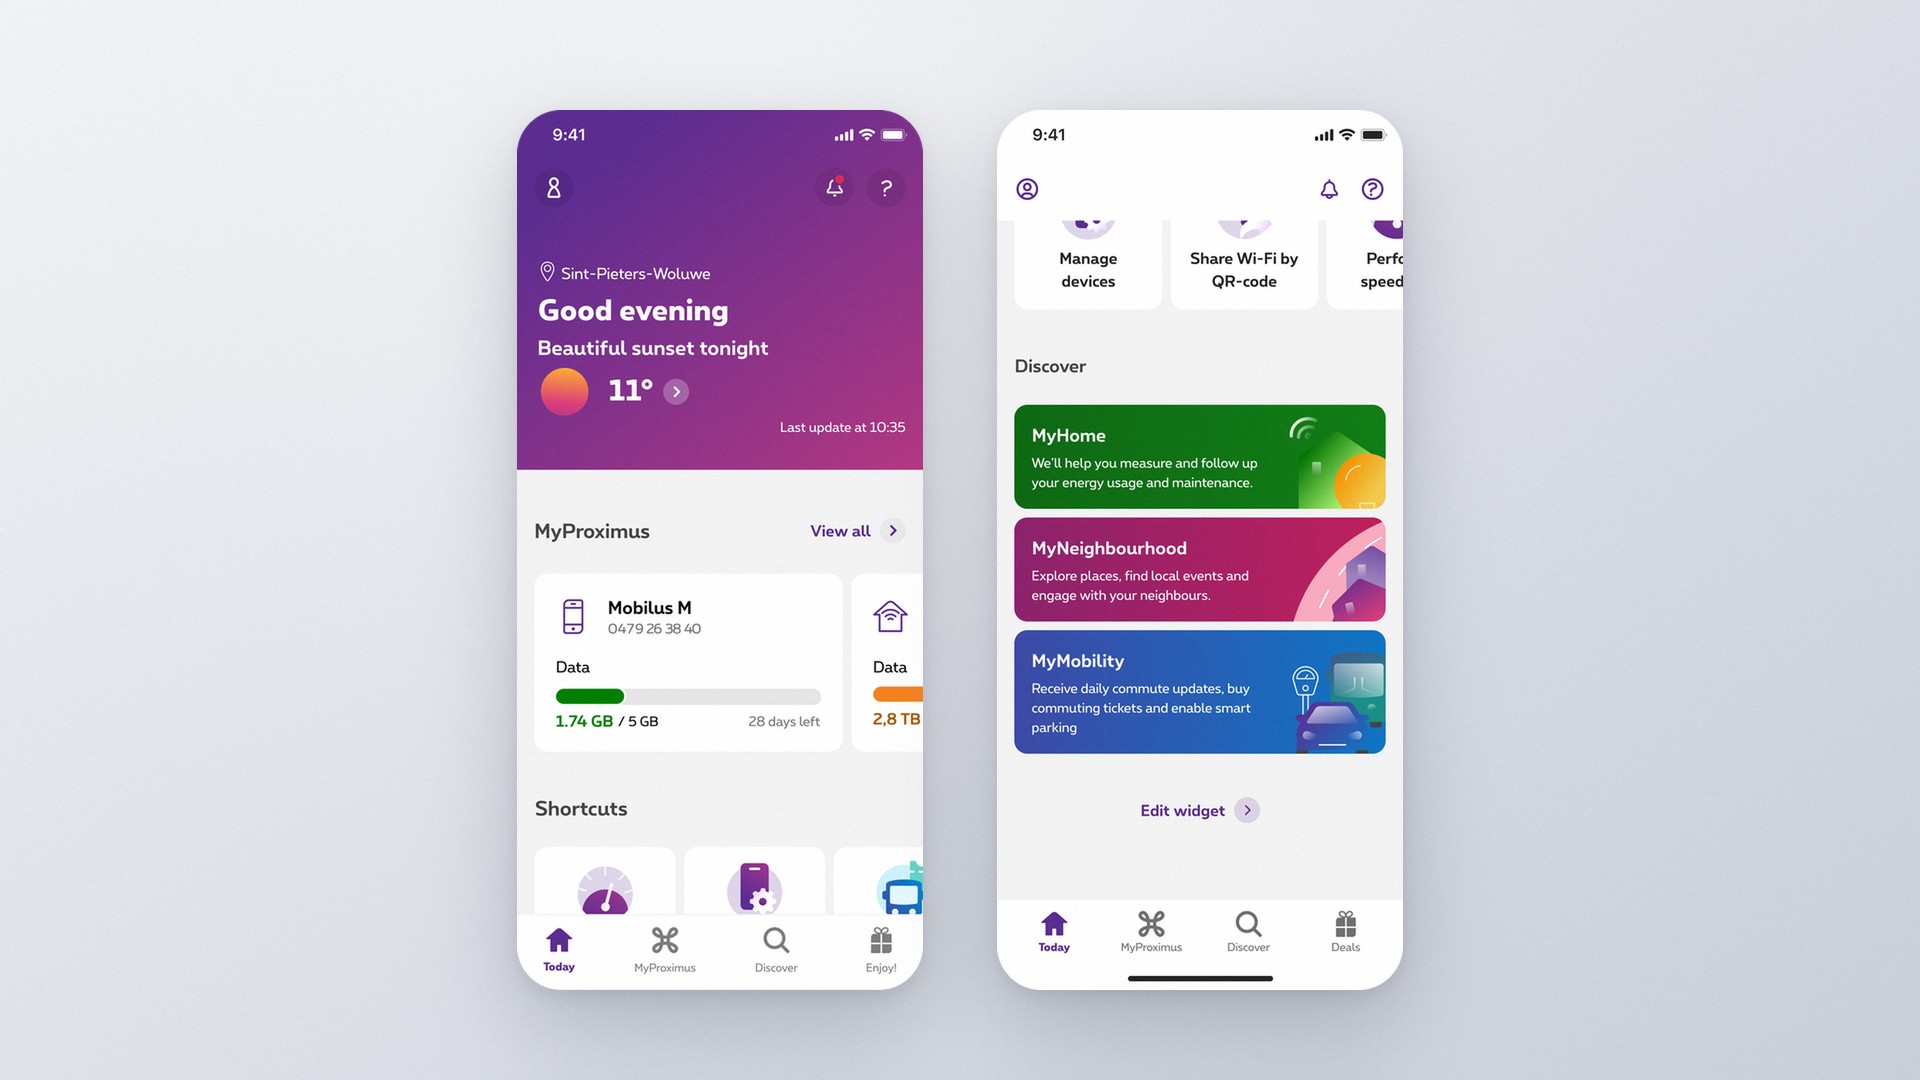 9:41
?
Sint-Pieters-Woluwe
Good evening
Beautiful sunset tonight
11°
Last update at 10:35
MyProximus
View all
Mobilus M
0479 26 38 40
Data
1.74 GB / 5 GB
28 days left
Data
2,8 TB
Shortcuts
Today
MyProximus
Discover
Enjoy!
9:41
?
Manage
devices
Share Wi-Fi by
QR-code
Perfo
speed
Discover
MyHome
We'll help you measure and follow up
your energy usage and maintenance.
MyNeighbourhood
Explore places, find local events and
engage with your neighbours.
MyMobility
Receive daily commute updates, buy
commuting tickets and enable smart
parking
Edit widget
Today
MyProximus
Discover
Deals